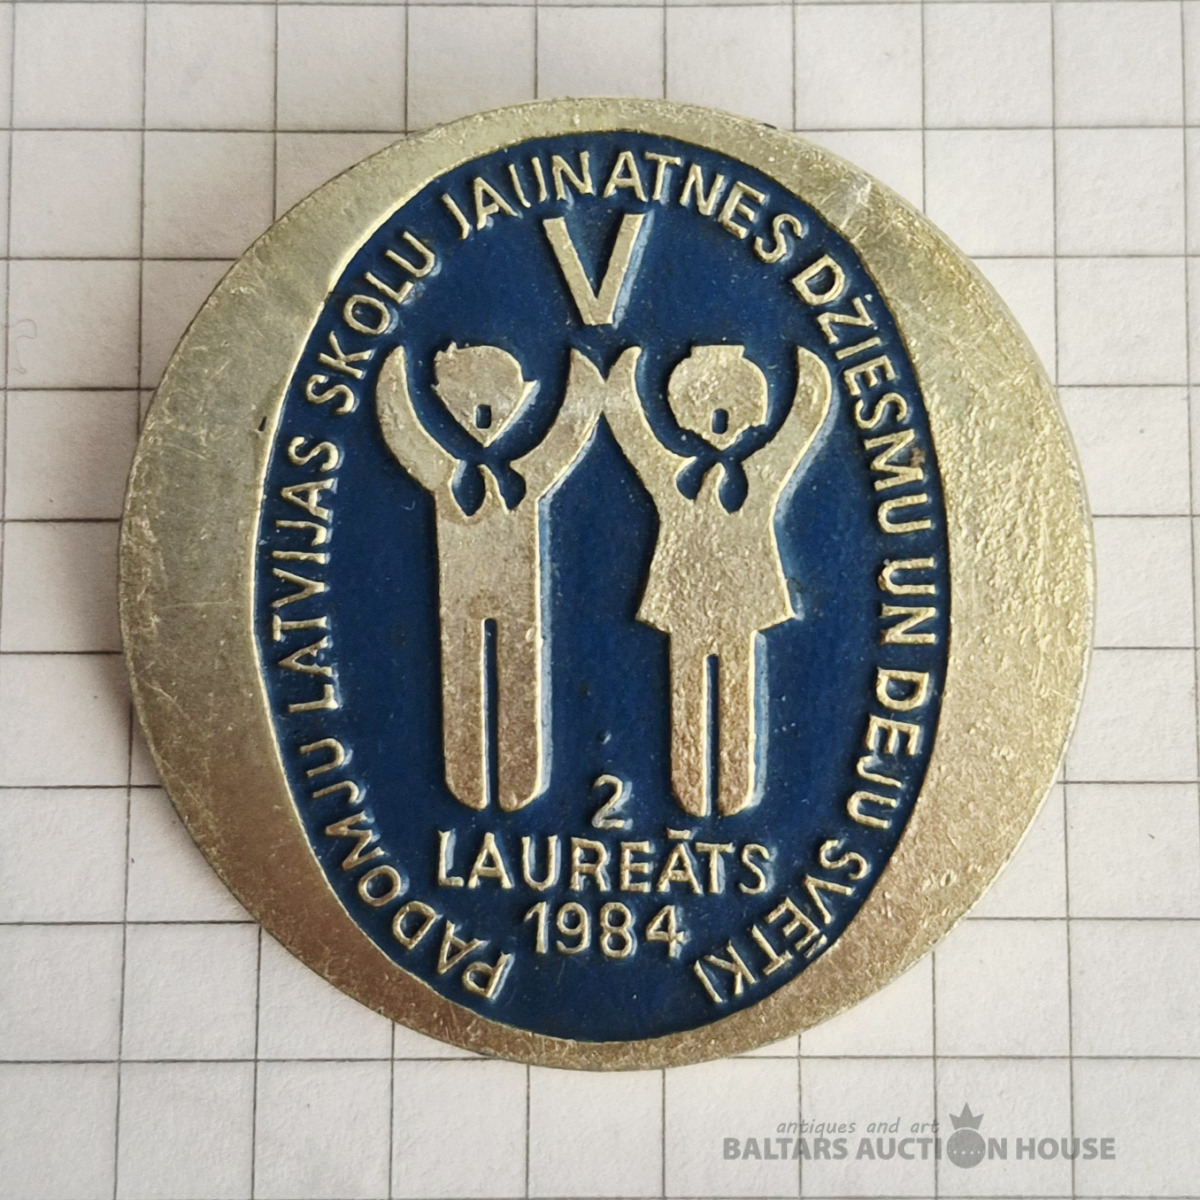 PADOMJU LATVIJAS SKOLU JAUNATNES DZIESMU UN DEJU SVĒTKI
V
2
LAUREĀTS
1984
antiques and art
BALTARS AUCTION HOUSE